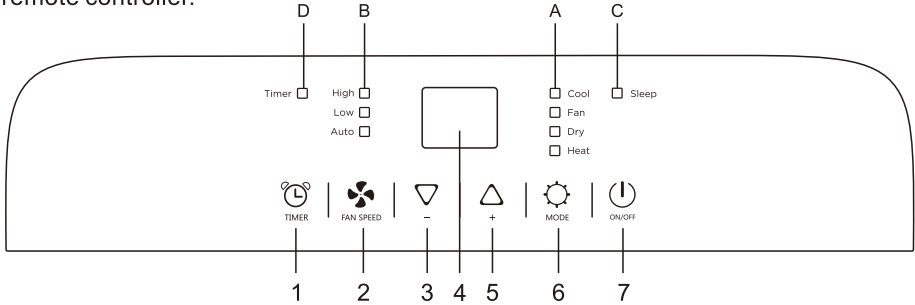 remote controller.
D B A C
Timer High Cool Sleep
Low Fan
Auto Dry
Heat
TIMER FAN SPEED − + MODE ON/OFF
1 2 3 4 5 6 7